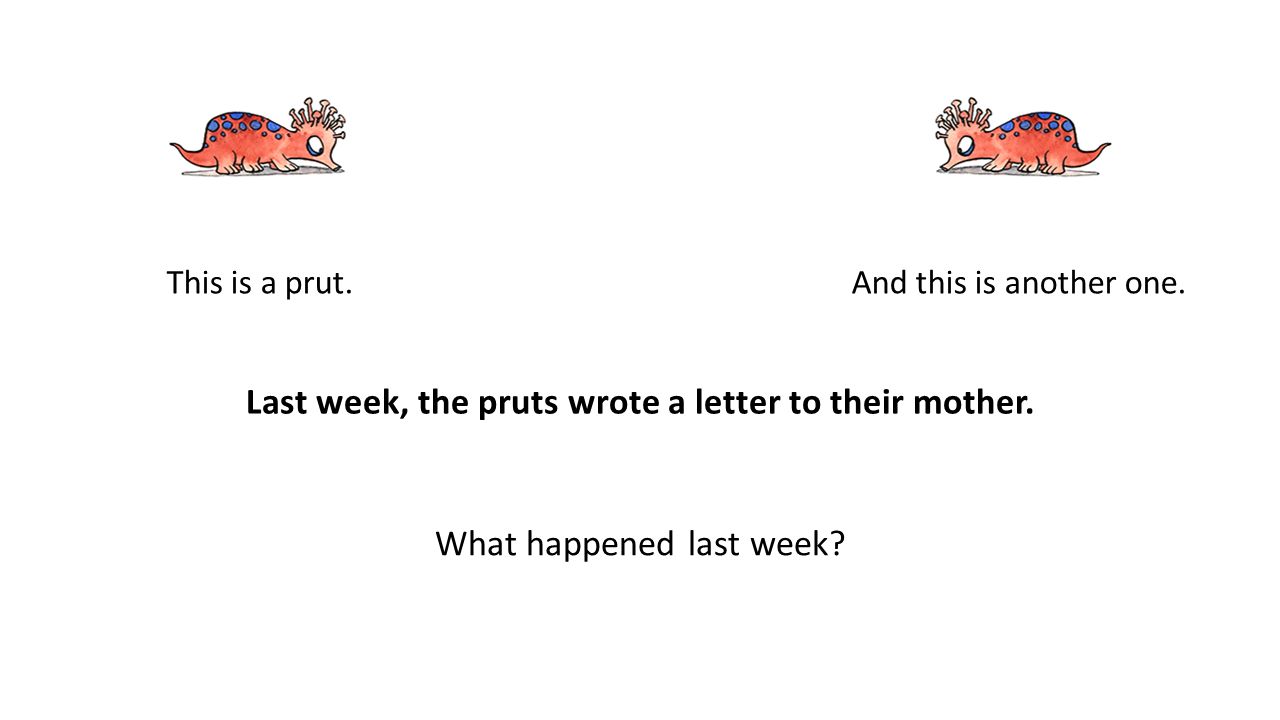 This is a prut.
And this is another one.
Last week, the pruts wrote a letter to their mother.
What happened last week?